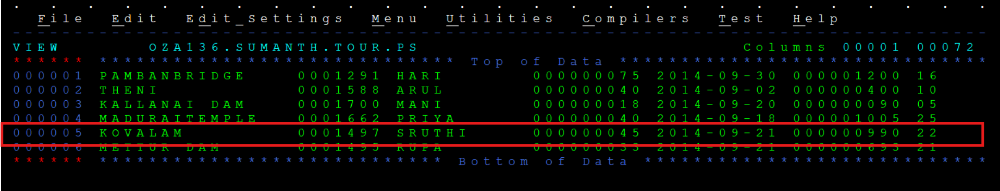 File Edit Edit_Settings Menu Utilities Compilers Test Help
VIEW OZA136.SUMANTH.TOUR.PS Columns 00001 00072
****** ***************************** Top of Data ******************************
000001 PAMBANBRIDGE 0001291 HARI 000000075 2014-09-30 000001200 16
000002 THENI 0001588 ARUL 000000040 2014-09-02 000000400 10
000003 KALLANAI DAM 0001700 MANI 000000018 2014-09-20 000000090 05
000004 MADURAITEMPLE 0001662 PRIYA 000000040 2014-09-18 000001005 25
000005 KOVALAM 0001497 SRUTHI 000000045 2014-09-21 000000990 22
000006 METTUR DAM 0001495 RUPA 000000033 2014-09-21 000000693 21
****** **************************** Bottom of Data ****************************